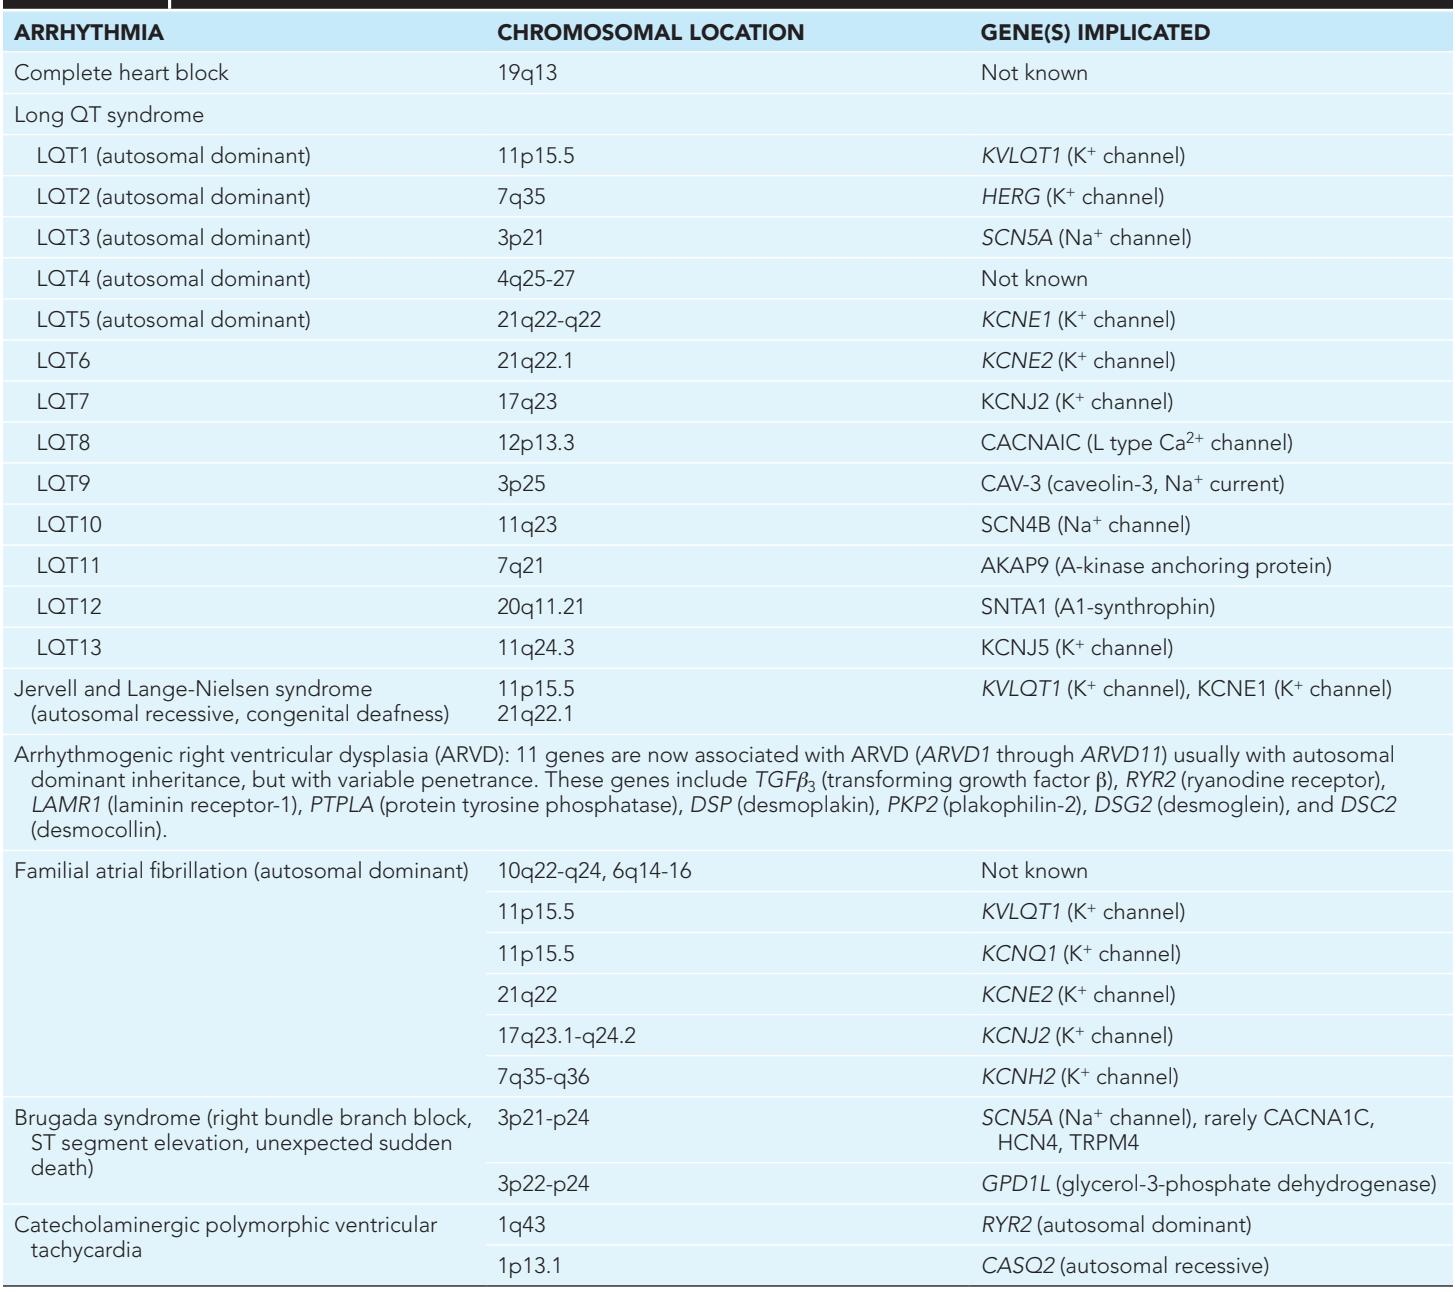 ARRHYTHMIA CHROMOSOMAL LOCATION GENE(S) IMPLICATED
Complete heart block 19q13 Not known
Long QT syndrome
LQT1 (autosomal dominant) 11p15.5 KVLQT1 (K⁺ channel)
LQT2 (autosomal dominant) 7q35 HERG (K⁺ channel)
LQT3 (autosomal dominant) 3p21 SCN5A (Na⁺ channel)
LQT4 (autosomal dominant) 4q25-27 Not known
LQT5 (autosomal dominant) 21q22-q22 KCNE1 (K⁺ channel)
LQT6 21q22.1 KCNE2 (K⁺ channel)
LQT7 17q23 KCNJ2 (K⁺ channel)
LQT8 12p13.3 CACNAIC (L type Ca²⁺ channel)
LQT9 3p25 CAV-3 (caveolin-3, Na⁺ current)
LQT10 11q23 SCN4B (Na⁺ channel)
LQT11 7q21 AKAP9 (A-kinase anchoring protein)
LQT12 20q11.21 SNTA1 (A1-synthrophin)
LQT13 11q24.3 KCNJ5 (K⁺ channel)
Jervell and Lange-Nielsen syndrome 11p15.5 KVLQT1 (K⁺ channel), KCNE1 (K⁺ channel)
(autosomal recessive, congenital deafness) 21q22.1
Arrhythmogenic right ventricular dysplasia (ARVD): 11 genes are now associated with ARVD (ARVD1 through ARVD11) usually with autosomal
dominant inheritance, but with variable penetrance. These genes include TGFβ₃ (transforming growth factor β), RYR2 (ryanodine receptor),
LAMR1 (laminin receptor-1), PTPLA (protein tyrosine phosphatase), DSP (desmoplakin), PKP2 (plakophilin-2), DSG2 (desmoglein), and DSC2
(desmocollin).
Familial atrial fibrillation (autosomal dominant) 10q22-q24, 6q14-16 Not known
11p15.5 KVLQT1 (K⁺ channel)
11p15.5 KCNQ1 (K⁺ channel)
21q22 KCNE2 (K⁺ channel)
17q23.1-q24.2 KCNJ2 (K⁺ channel)
7q35-q36 KCNH2 (K⁺ channel)
Brugada syndrome (right bundle branch block, 3p21-p24 SCN5A (Na⁺ channel), rarely CACNA1C,
ST segment elevation, unexpected sudden HCN4, TRPM4
death)
3p22-p24 GPD1L (glycerol-3-phosphate dehydrogenase)
Catecholaminergic polymorphic ventricular 1q43 RYR2 (autosomal dominant)
tachycardia
1p13.1 CASQ2 (autosomal recessive)